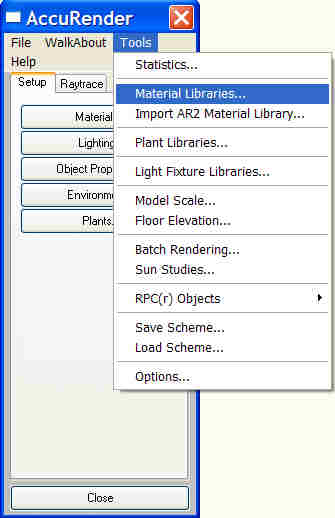 AccuRender
File WalkAbout Tools
Help
Setup Raytrace
Material
Lighting
Object Prop
Environme
Plants.
Statistics...
Material Libraries...
Import AR2 Material Library...
Plant Libraries...
Light Fixture Libraries...
Model Scale...
Floor Elevation...
Batch Rendering...
Sun Studies...
RPC(r) Objects
Save Scheme...
Load Scheme...
Options...
Close